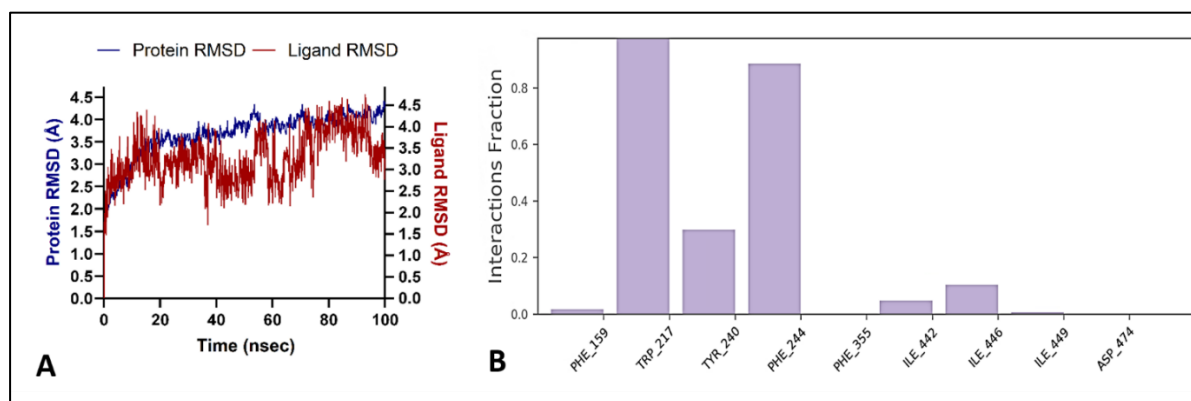 Protein RMSD Ligand RMSD
Protein RMSD (Å)
4.5
4.0
3.5
3.0
2.5
2.0
1.5
1.0
0.5
0.0
4.5
4.0
3.5
3.0
2.5
2.0
1.5
1.0
0.5
0.0
Ligand RMSD (Å)
0 20 40 60 80 100
Time (nsec)
A
Interactions Fraction
0.8
0.6
0.4
0.2
0.0
PHE_159 TRP_217 TYR_240 PHE_244 PHE_355 ILE_442 ILE_446 ILE_449 ASP_474
B